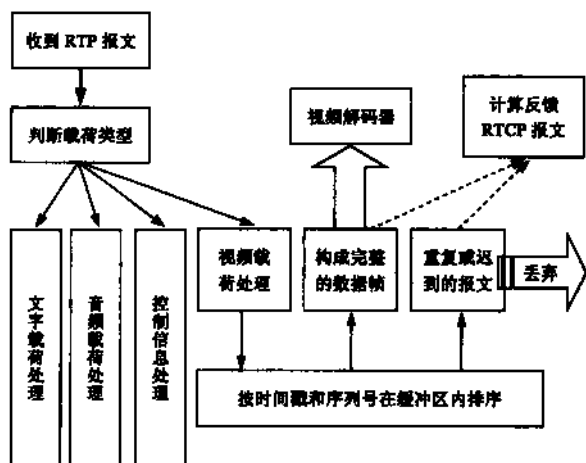 收到 RTP 报文
判断载荷类型
视频解码器
计算反馈
RTCP 报文
文字载荷处理
音频载荷处理
控制信息处理
视频载
荷处理
构成完整
的数据帧
重复或迟
到的报文
丢弃
按时间戳和序列号在缓冲区内排序